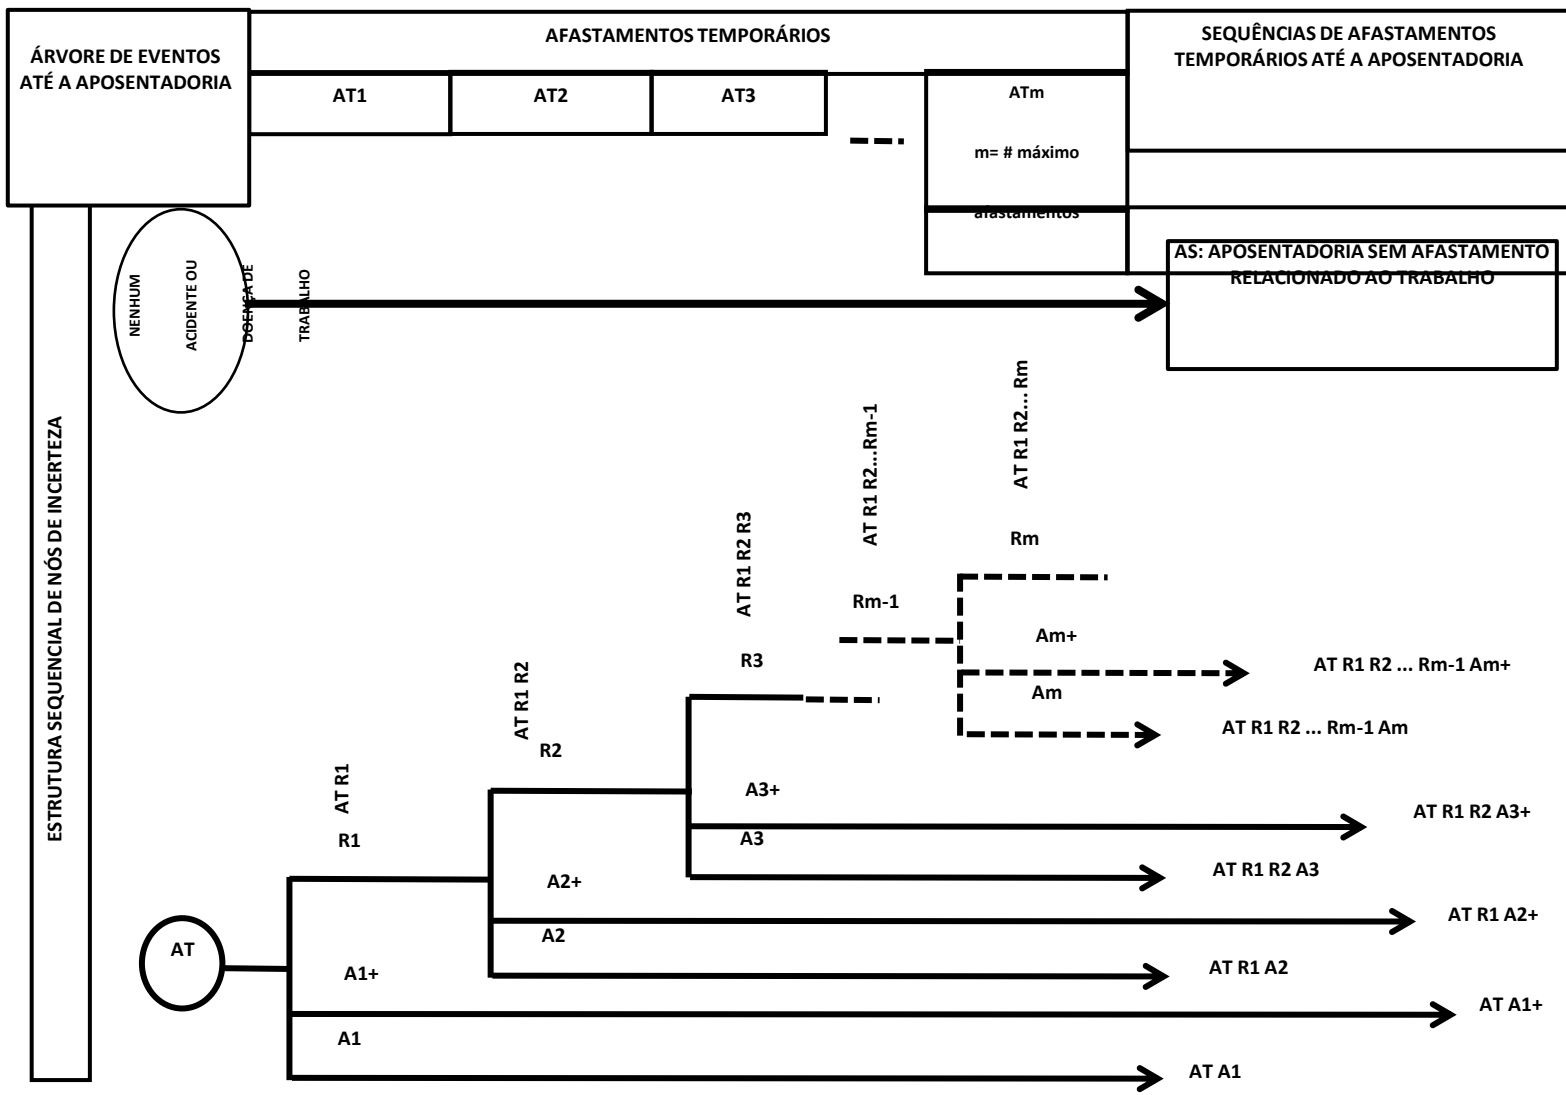 ÁRVORE DE EVENTOS
ATÉ A APOSENTADORIA
AFASTAMENTOS TEMPORÁRIOS
SEQUÊNCIAS DE AFASTAMENTOS
TEMPORÁRIOS ATÉ A APOSENTADORIA
AT1
AT2
AT3
ATm
m= # máximo
afastamentos
NENHUM
ACIDENTE OU
DOENÇA DE
TRABALHO
AS: APOSENTADORIA SEM AFASTAMENTO
RELACIONADO AO TRABALHO
ESTRUTURA SEQUENCIAL DE NÓS DE INCERTEZA
AT R1 R2... Rm
AT R1 R2...Rm-1
AT R1 R2 R3
Rm
Rm-1
Am+
R3
AT R1 R2 ... Rm-1 Am+
Am
AT R1 R2 ... Rm-1 Am
AT R1 R2
R2
AT R1
A3+
AT R1 R2 A3+
R1
A3
AT R1 R2 A3
A2+
AT R1 A2+
A2
AT
AT R1 A2
A1+
AT A1+
A1
AT A1